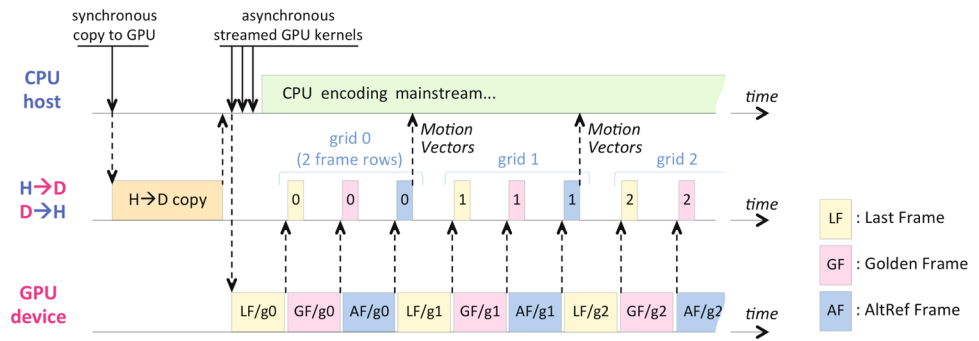 synchronous
copy to GPU
asynchronous
streamed GPU kernels
CPU
host
CPU encoding mainstream...
time
Motion
Vectors
Motion
Vectors
grid 0
(2 frame rows)
grid 1
grid 2
H→D
D→H
H→D copy
0
0
0
1
1
1
2
2
time
LF : Last Frame
GF : Golden Frame
AF : AltRef Frame
GPU
device
LF/g0
GF/g0
AF/g0
LF/g1
GF/g1
AF/g1
LF/g2
GF/g2
AF/g2
time